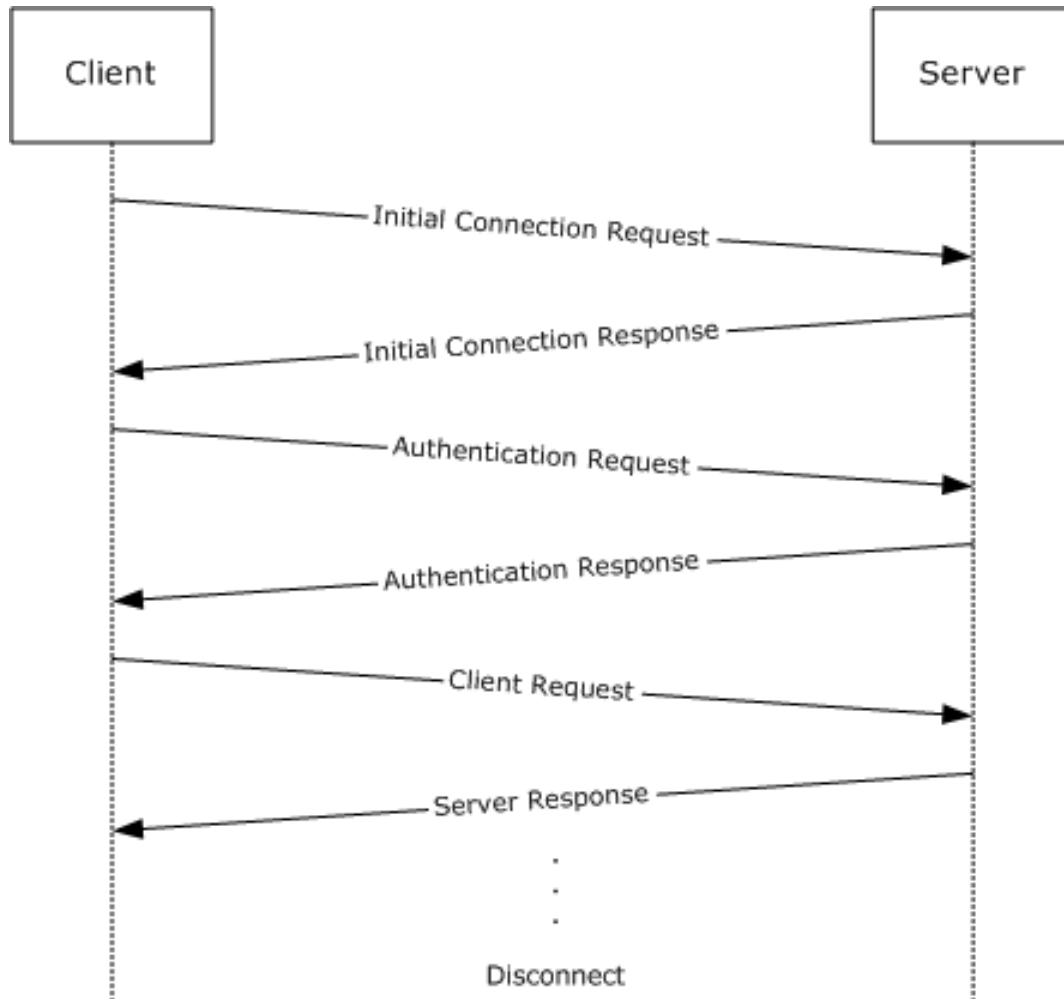 Client
Server
Initial Connection Request
Initial Connection Response
Authentication Request
Authentication Response
Client Request
Server Response
.
.
.
Disconnect